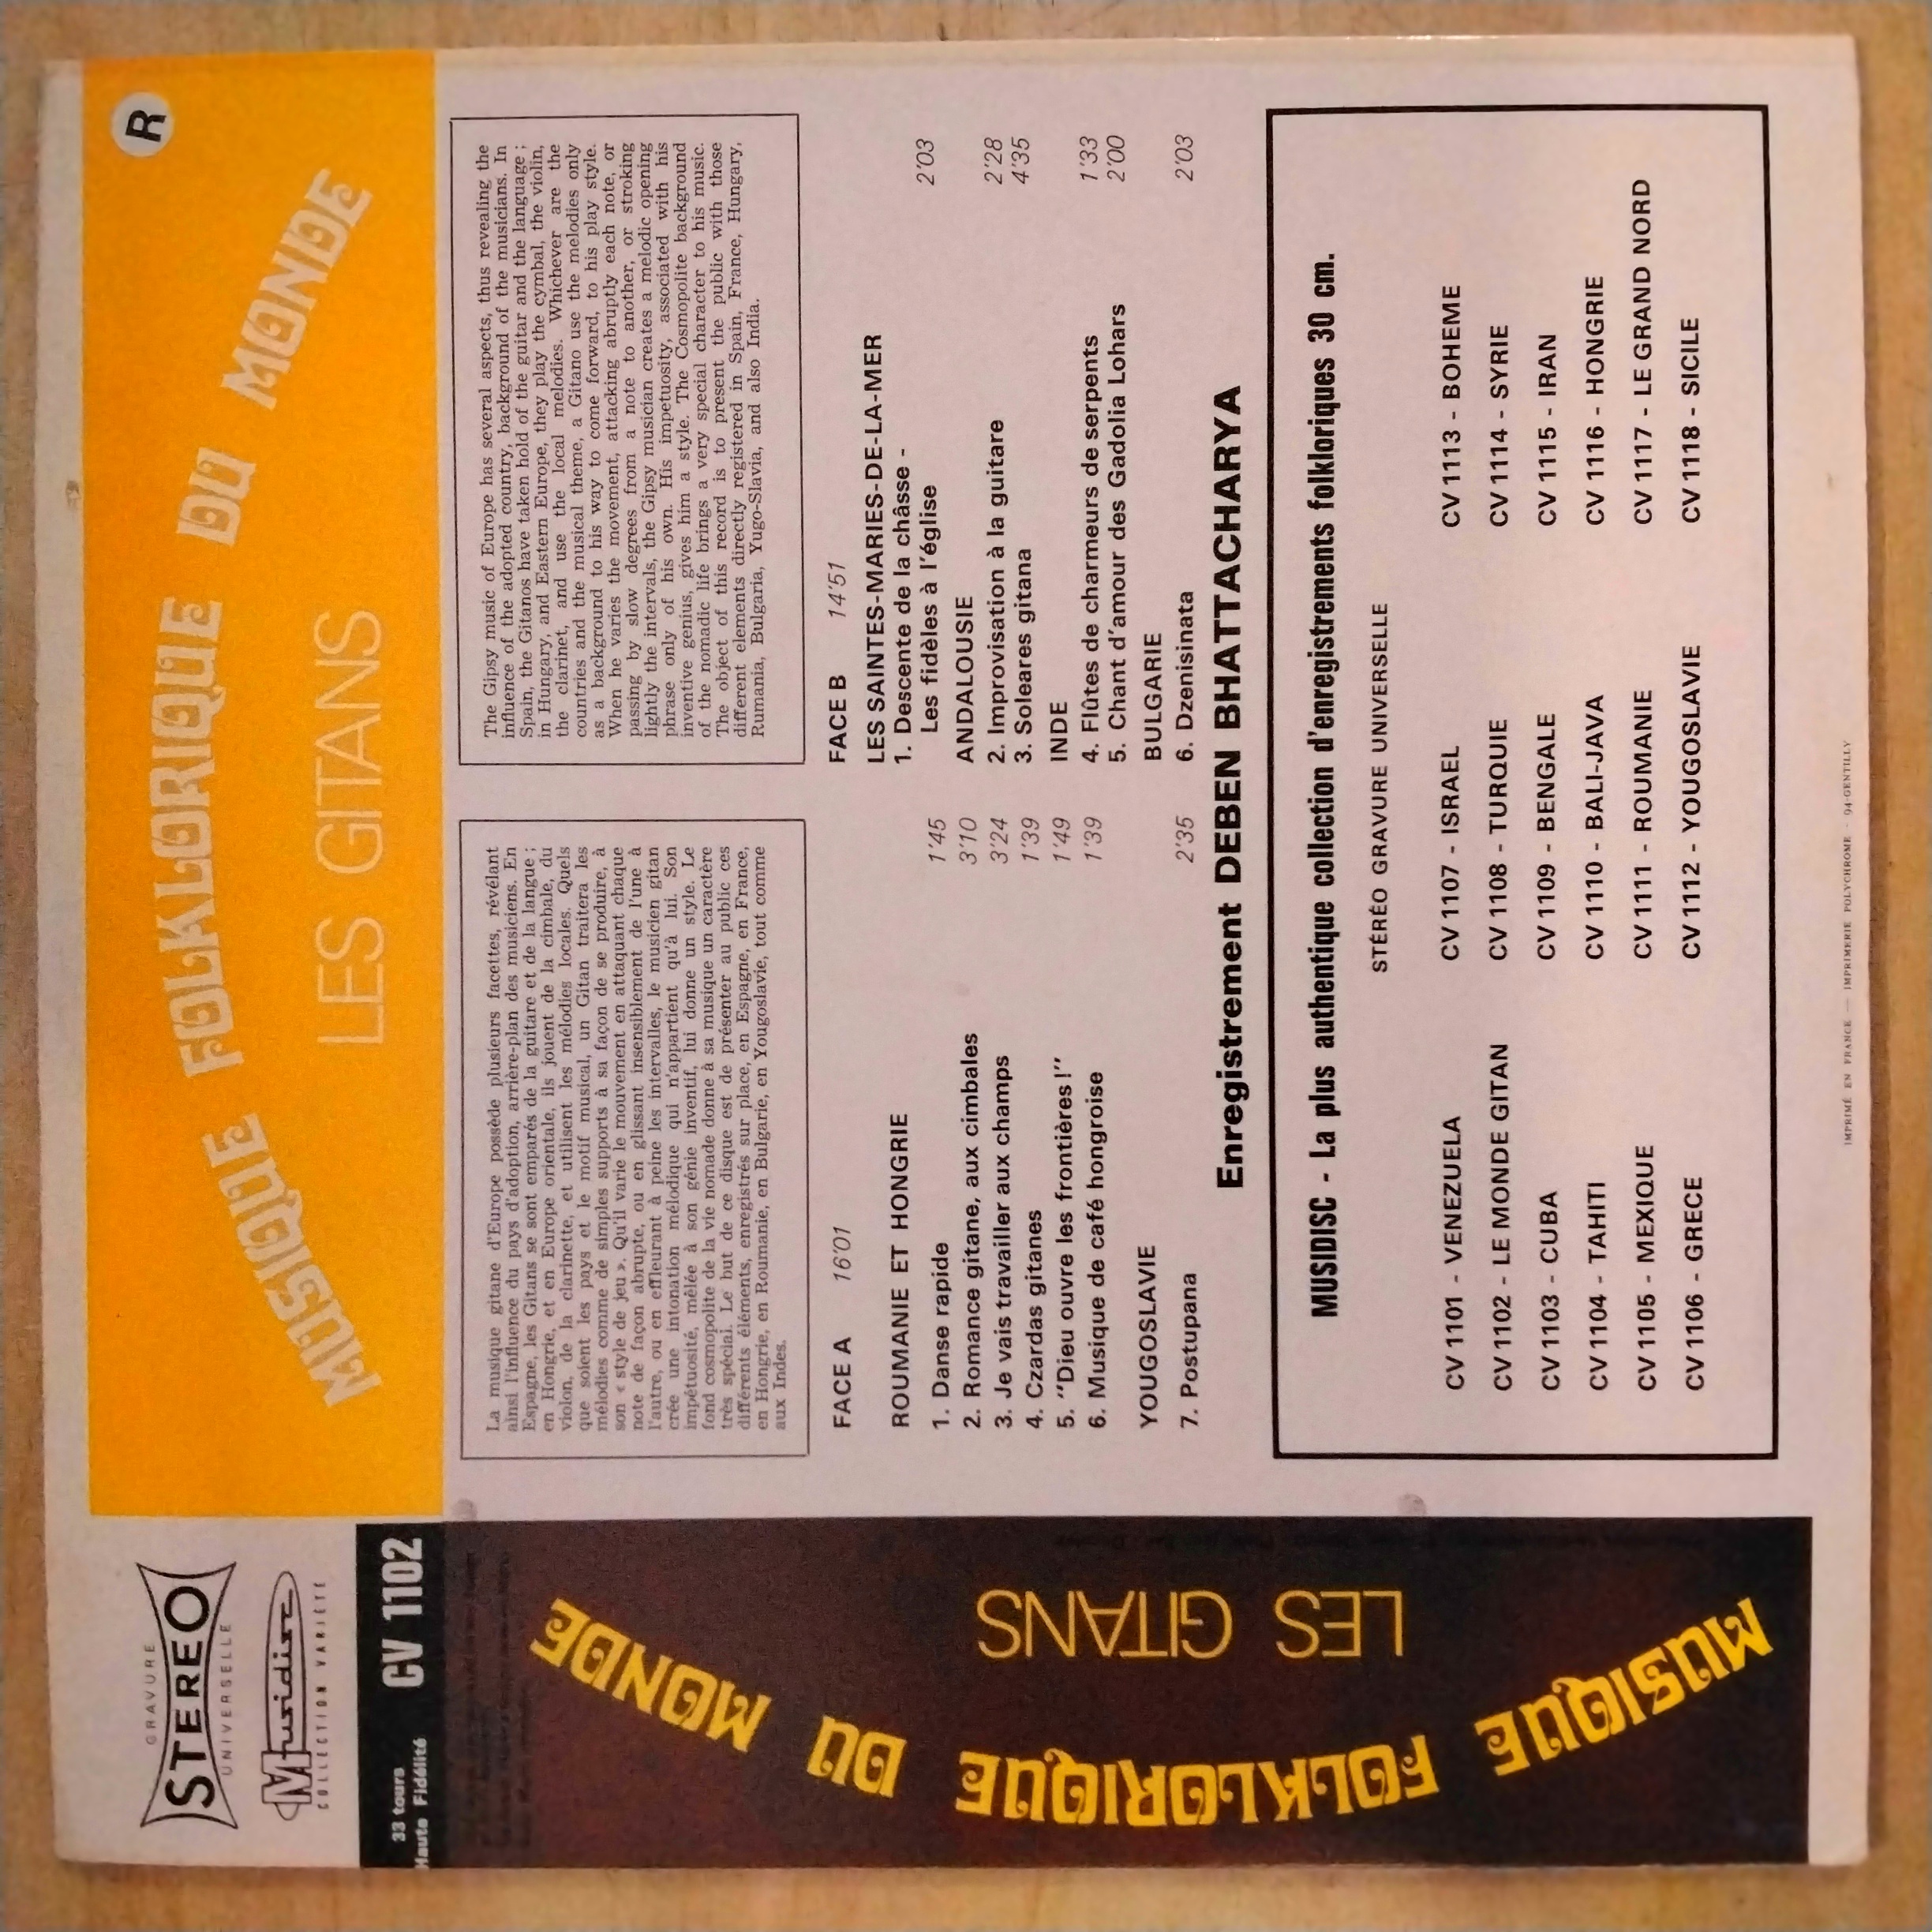 GRAVURE
STEREO
UNIVERSELLE
Musidisc
COLLECTION VARIÉTÉ
33 tours
Haute Fidélité
CV 1102
MUSIQUE FOLKLORIQUE DU MONDE
LES GITANS
R
MUSIQUE FOLKLORIQUE DU MONDE
LES GITANS
La musique gitane d'Europe possède plusieurs facettes, révélant
ainsi l'influence du pays d'adoption, arrière-plan des musiciens. En
Espagne, les Gitans se sont emparés de la guitare et de la langue ;
en Hongrie, et en Europe orientale, ils jouent de la cimbale, du
violon, de la clarinette, et utilisent les mélodies locales. Quels
que soient les pays et le motif musical, un Gitan traitera les
mélodies comme de simples supports à sa façon de se produire, à
son « style de jeu ». Qu'il varie le mouvement en attaquant chaque
note de façon abrupte, ou en glissant insensiblement de l'une à
l'autre, ou en effleurant à peine les intervalles, le musicien gitan
crée une intonation mélodique qui n'appartient qu'à lui. Son
impétuosité, mêlée à son génie inventif, lui donne un style. Le
fond cosmopolite de la vie nomade donne à sa musique un caractère
très spécial. Le but de ce disque est de présenter au public ces
différents éléments, enregistrés sur place, en Espagne, en France,
en Hongrie, en Roumanie, en Bulgarie, en Yougoslavie, tout comme
aux Indes.
The Gipsy music of Europe has several aspects, thus revealing the
influence of the adopted country, background of the musicians. In
Spain, the Gitanos have taken hold of the guitar and the language ;
in Hungary, and Eastern Europe, they play the cymbal, the violin,
the clarinet, and use the local melodies. Whichever are the
countries and the musical theme, a Gitano use the melodies only
as a background to his way to come forward, to his play style.
When he varies the movement, attacking abruptly each note, or
passing by slow degrees from a note to another, or stroking
lightly the intervals, the Gipsy musician creates a melodic opening
phrase only of his own. His impetuosity, associated with his
inventive genius, gives him a style. The Cosmopolite background
of the nomadic life brings a very special character to his music.
The object of this record is to present the public with those
different elements directly registered in Spain, France, Hungary,
Rumania, Bulgaria, Yugo-Slavia, and also India.
FACE A 16'01
ROUMANIE ET HONGRIE
1. Danse rapide 1'45
2. Romance gitane, aux cimbales 3'10
3. Je vais travailler aux champs 3'24
4. Czardas gitanes 1'39
5. "Dieu ouvre les frontières !" 1'49
6. Musique de café hongroise 1'39
YOUGOSLAVIE
7. Postupana 2'35
FACE B 14'51
LES SAINTES-MARIES-DE-LA-MER
1. Descente de la châsse -
Les fidèles à l'église 2'03
ANDALOUSIE
2. Improvisation à la guitare 2'28
3. Soleares gitana 4'35
INDE
4. Flûtes de charmeurs de serpents 1'33
5. Chant d'amour des Gadolia Lohars 2'00
BULGARIE
6. Dzenisinata 2'03
Enregistrement DEBEN BHATTACHARYA
MUSIDISC - La plus authentique collection d'enregistrements folkloriques 30 cm.
STÉRÉO GRAVURE UNIVERSELLE
CV 1101 - VENEZUELA
CV 1102 - LE MONDE GITAN
CV 1103 - CUBA
CV 1104 - TAHITI
CV 1105 - MEXIQUE
CV 1106 - GRECE
CV 1107 - ISRAEL
CV 1108 - TURQUIE
CV 1109 - BENGALE
CV 1110 - BALI-JAVA
CV 1111 - ROUMANIE
CV 1112 - YOUGOSLAVIE
CV 1113 - BOHEME
CV 1114 - SYRIE
CV 1115 - IRAN
CV 1116 - HONGRIE
CV 1117 - LE GRAND NORD
CV 1118 - SICILE
IMPRIMÉ EN FRANCE — IMPRIMERIE POLYCHROME - 94-GENTILLY